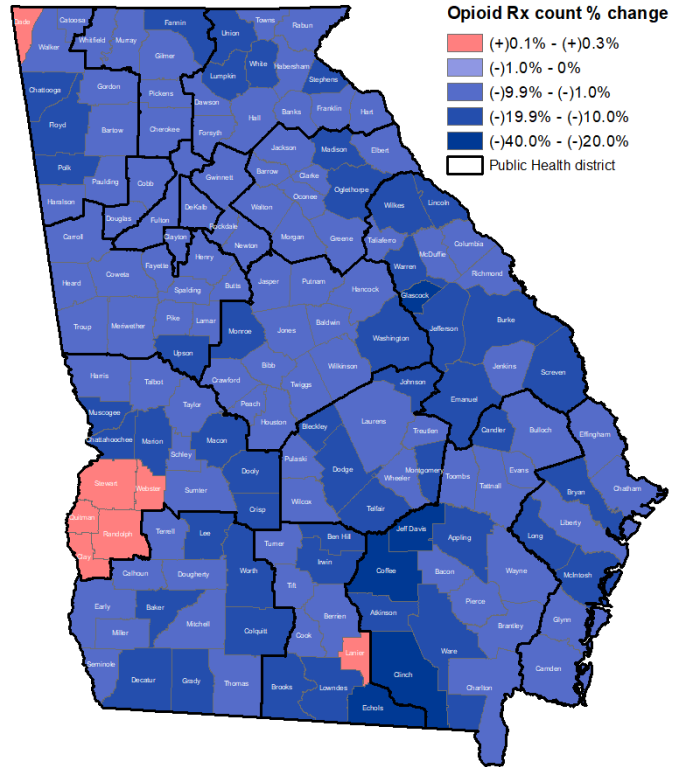 Opioid Rx count % change
(+)0.1% - (+)0.3%
(-)1.0% - 0%
(-)9.9% - (-)1.0%
(-)19.9% - (-)10.0%
(-)40.0% - (-)20.0%
Public Health district
Dade
Catoosa
Fannin
Towns
Rabun
Walker
Whitfield
Murray
Union
Gilmer
White
Habersham
Lumpkin
Stephens
Chattooga
Gordon
Pickens
Dawson
Banks
Franklin
Hart
Floyd
Bartow
Cherokee
Forsyth
Hall
Jackson
Madison
Elbert
Polk
Paulding
Cobb
Gwinnett
Barrow
Clarke
Oglethorpe
Oconee
Wilkes
Lincoln
Haralson
Douglas
Fulton
DeKalb
Walton
Rockdale
Carroll
Clayton
Newton
Morgan
Greene
Taliaferro
Columbia
McDuffie
Henry
Fayette
Coweta
Heard
Spalding
Butts
Jasper
Putnam
Hancock
Warren
Richmond
Glascock
Troup
Meriwether
Pike
Lamar
Monroe
Jones
Baldwin
Washington
Jefferson
Burke
Upson
Bibb
Wilkinson
Jenkins
Screven
Harris
Talbot
Crawford
Twiggs
Johnson
Emanuel
Taylor
Peach
Houston
Muscogee
Laurens
Bleckley
Treutlen
Candler
Bulloch
Effingham
Chattahoochee
Marion
Macon
Schley
Pulaski
Dodge
Montgomery
Wheeler
Toombs
Evans
Tattnall
Bryan
Chatham
Stewart
Webster
Sumter
Dooly
Crisp
Wilcox
Telfair
Quitman
Randolph
Terrell
Lee
Turner
Ben Hill
Jeff Davis
Appling
Long
Liberty
Clay
Calhoun
Dougherty
Worth
Irwin
Coffee
Bacon
Wayne
McIntosh
Tift
Early
Baker
Mitchell
Colquitt
Berrien
Atkinson
Pierce
Brantley
Glynn
Miller
Cook
Lanier
Ware
Seminole
Decatur
Grady
Thomas
Brooks
Lowndes
Clinch
Charlton
Camden
Echols